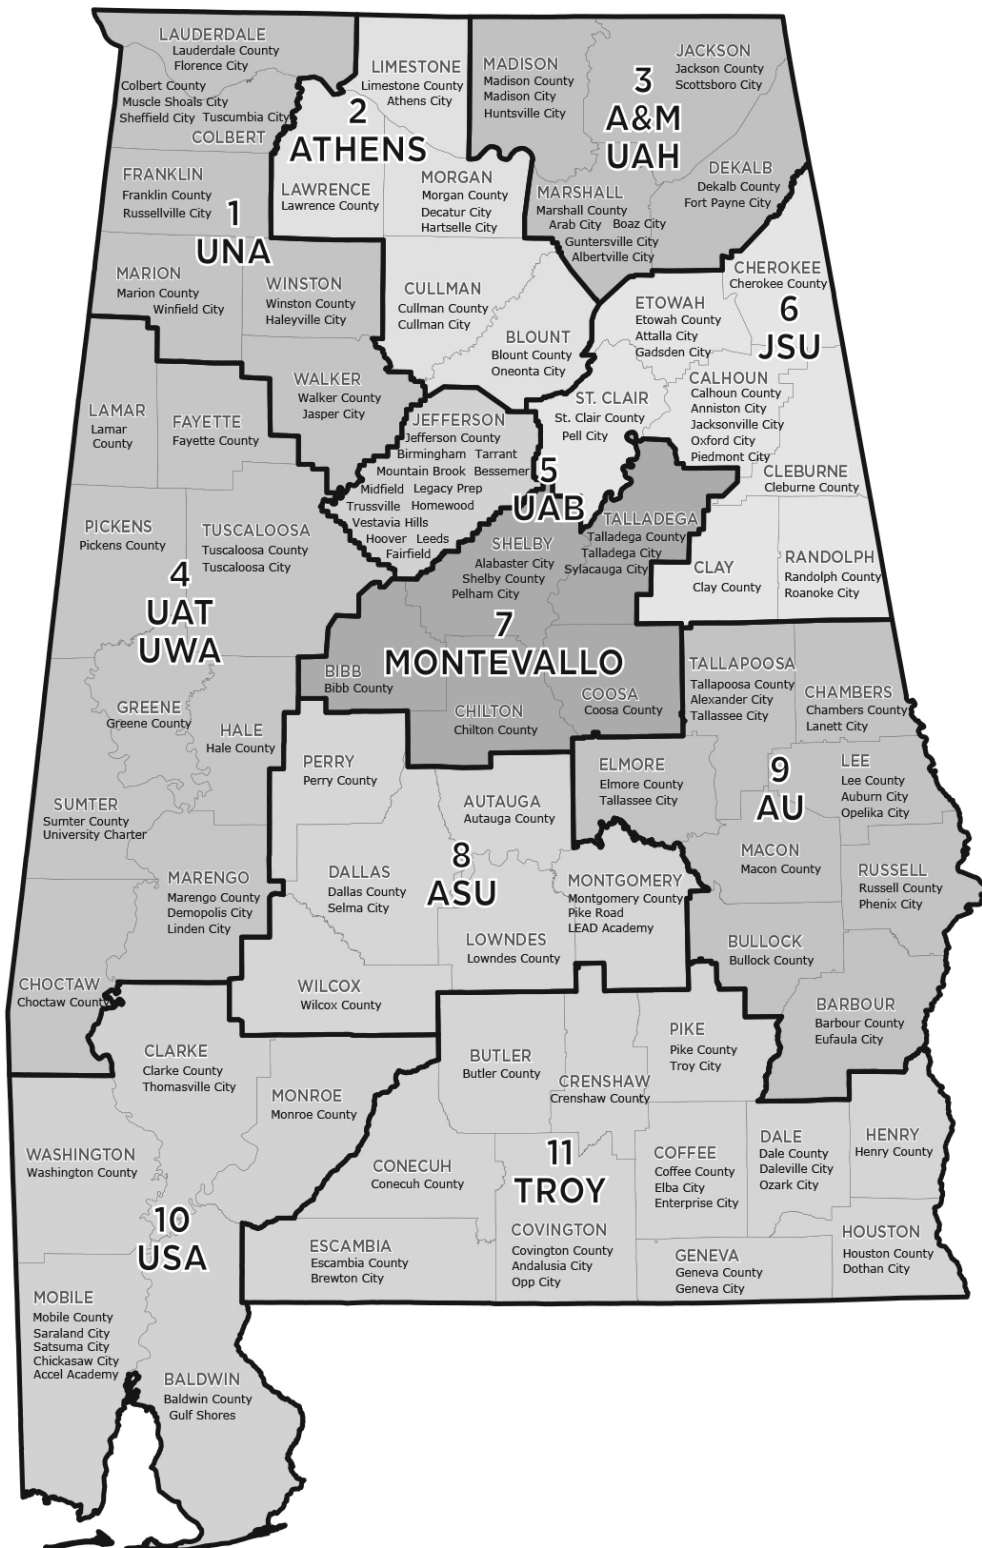 LAUDERDALE
Lauderdale County
Florence City
Colbert County
Muscle Shoals City
Sheffield City Tuscumbia City
COLBERT
FRANKLIN
Franklin County
Russellville City
1
UNA
MARION
Marion County
Winfield City
WINSTON
Winston County
Haleyville City
WALKER
Walker County
Jasper City
LIMESTONE
Limestone County
Athens City
2
ATHENS
LAWRENCE
Lawrence County
MORGAN
Morgan County
Decatur City
Hartselle City
CULLMAN
Cullman County
Cullman City
BLOUNT
Blount County
Oneonta City
MADISON
Madison County
Madison City
Huntsville City
3
A&M
UAH
JACKSON
Jackson County
Scottsboro City
DEKALB
Dekalb County
Fort Payne City
MARSHALL
Marshall County
Arab City Boaz City
Guntersville City
Albertville City
LAMAR
Lamar
County
FAYETTE
Fayette County
PICKENS
Pickens County
TUSCALOOSA
Tuscaloosa County
Tuscaloosa City
4
UAT
UWA
GREENE
Greene County
HALE
Hale County
SUMTER
Sumter County
University Charter
MARENGO
Marengo County
Demopolis City
Linden City
CHOCTAW
Choctaw County
JEFFERSON
Jefferson County
Birmingham Tarrant
Mountain Brook Bessemer
Midfield Legacy Prep
Trussville Homewood
Vestavia Hills
Hoover Leeds
Fairfield
5
UAB
CHEROKEE
Cherokee County
6
JSU
ETOWAH
Etowah County
Attalla City
Gadsden City
ST. CLAIR
St. Clair County
Pell City
CALHOUN
Calhoun County
Anniston City
Jacksonville City
Oxford City
Piedmont City
CLEBURNE
Cleburne County
CLAY
Clay County
RANDOLPH
Randolph County
Roanoke City
TALLADEGA
Talladega County
Talladega City
Sylacauga City
SHELBY
Alabaster City
Shelby County
Pelham City
7
MONTEVALLO
BIBB
Bibb County
CHILTON
Chilton County
COOSA
Coosa County
PERRY
Perry County
AUTAUGA
Autauga County
8
ASU
DALLAS
Dallas County
Selma City
MONTGOMERY
Montgomery County
Pike Road
LEAD Academy
LOWNDES
Lowndes County
WILCOX
Wilcox County
TALLAPOOSA
Tallapoosa County
Alexander City
Tallassee City
CHAMBERS
Chambers County
Lanett City
ELMORE
Elmore County
Tallassee City
9
AU
LEE
Lee County
Auburn City
Opelika City
MACON
Macon County
RUSSELL
Russell County
Phenix City
BULLOCK
Bullock County
BARBOUR
Barbour County
Eufaula City
CLARKE
Clarke County
Thomasville City
MONROE
Monroe County
WASHINGTON
Washington County
10
USA
MOBILE
Mobile County
Saraland City
Satsuma City
Chickasaw City
Accel Academy
BALDWIN
Baldwin County
Gulf Shores
BUTLER
Butler County
CRENSHAW
Crenshaw County
PIKE
Pike County
Troy City
CONECUH
Conecuh County
11
TROY
COFFEE
Coffee County
Elba City
Enterprise City
DALE
Dale County
Daleville City
Ozark City
HENRY
Henry County
ESCAMBIA
Escambia County
Brewton City
COVINGTON
Covington County
Andalusia City
Opp City
GENEVA
Geneva County
Geneva City
HOUSTON
Houston County
Dothan City